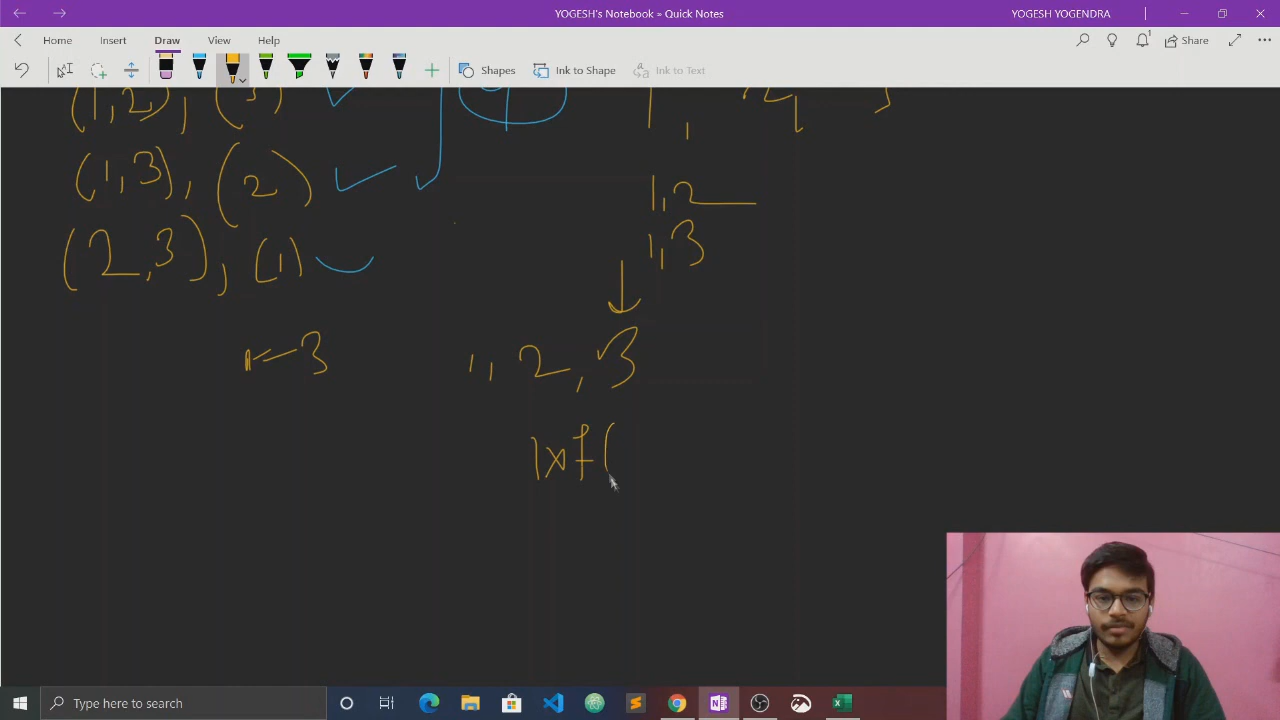 YOGESH's Notebook » Quick Notes
YOGESH YOGENDRA
Home Insert Draw View Help
Share
Shapes
Ink to Shape
Ink to Text
(1,2), (3)
(1,3), (2)
(2,3), (1)
1,2
1,3
n=3
1, 2, 3
1xf(
Type here to search